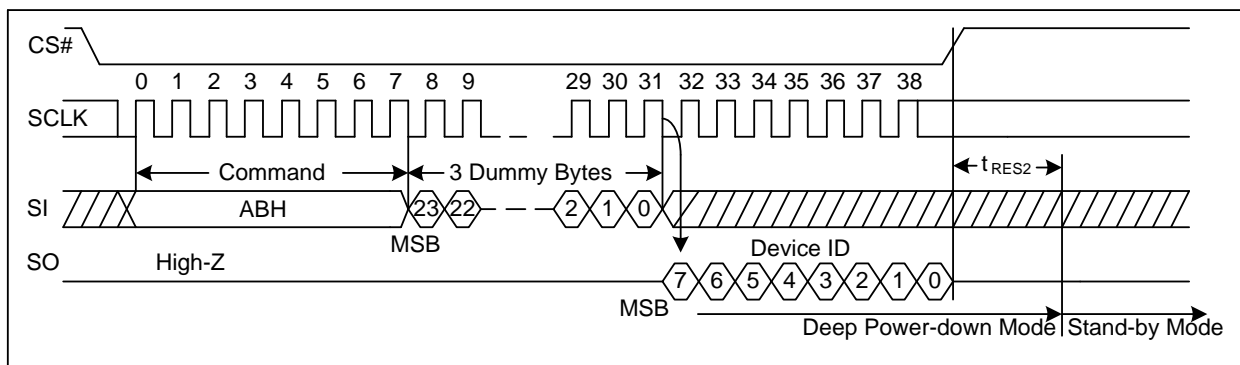 CS#
0 1 2 3 4 5 6 7 8 9 29 30 31 32 33 34 35 36 37 38
SCLK
Command 3 Dummy Bytes tRES2
SI ABH 23 22 2 1 0
MSB
SO High-Z Device ID
7 6 5 4 3 2 1 0
MSB
Deep Power-down Mode Stand-by Mode